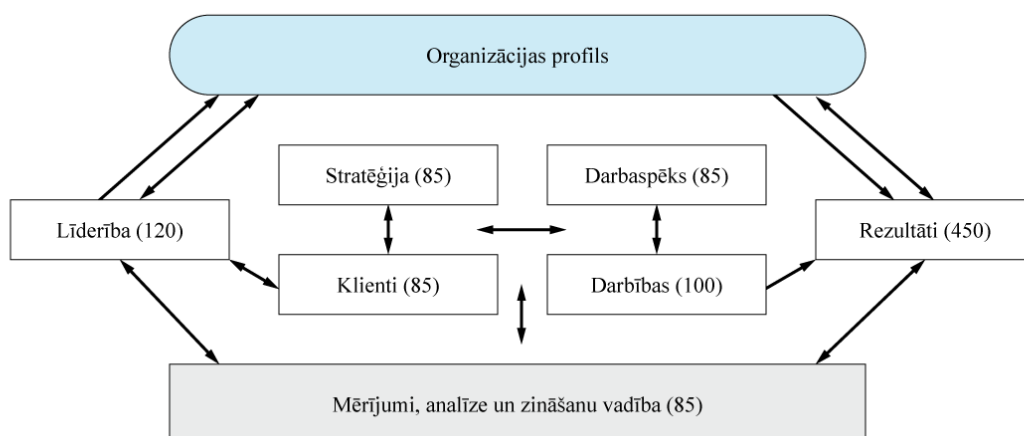 Organizācijas profils
Stratēģija (85)
Darbaspēks (85)
Līderība (120)
Rezultāti (450)
Klienti (85)
Darbības (100)
Mērījumi, analīze un zināšanu vadība (85)